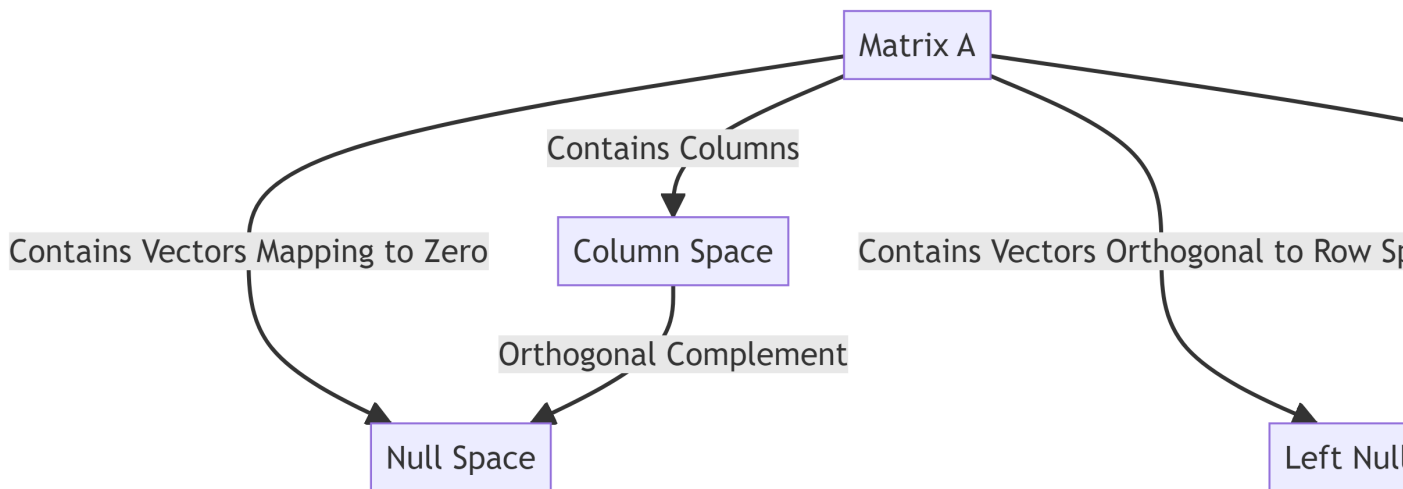 Matrix A
Contains Columns
Contains Vectors Mapping to Zero
Column Space
Contains Vectors Orthogonal to Row Sp
Orthogonal Complement
Null Space
Left Null